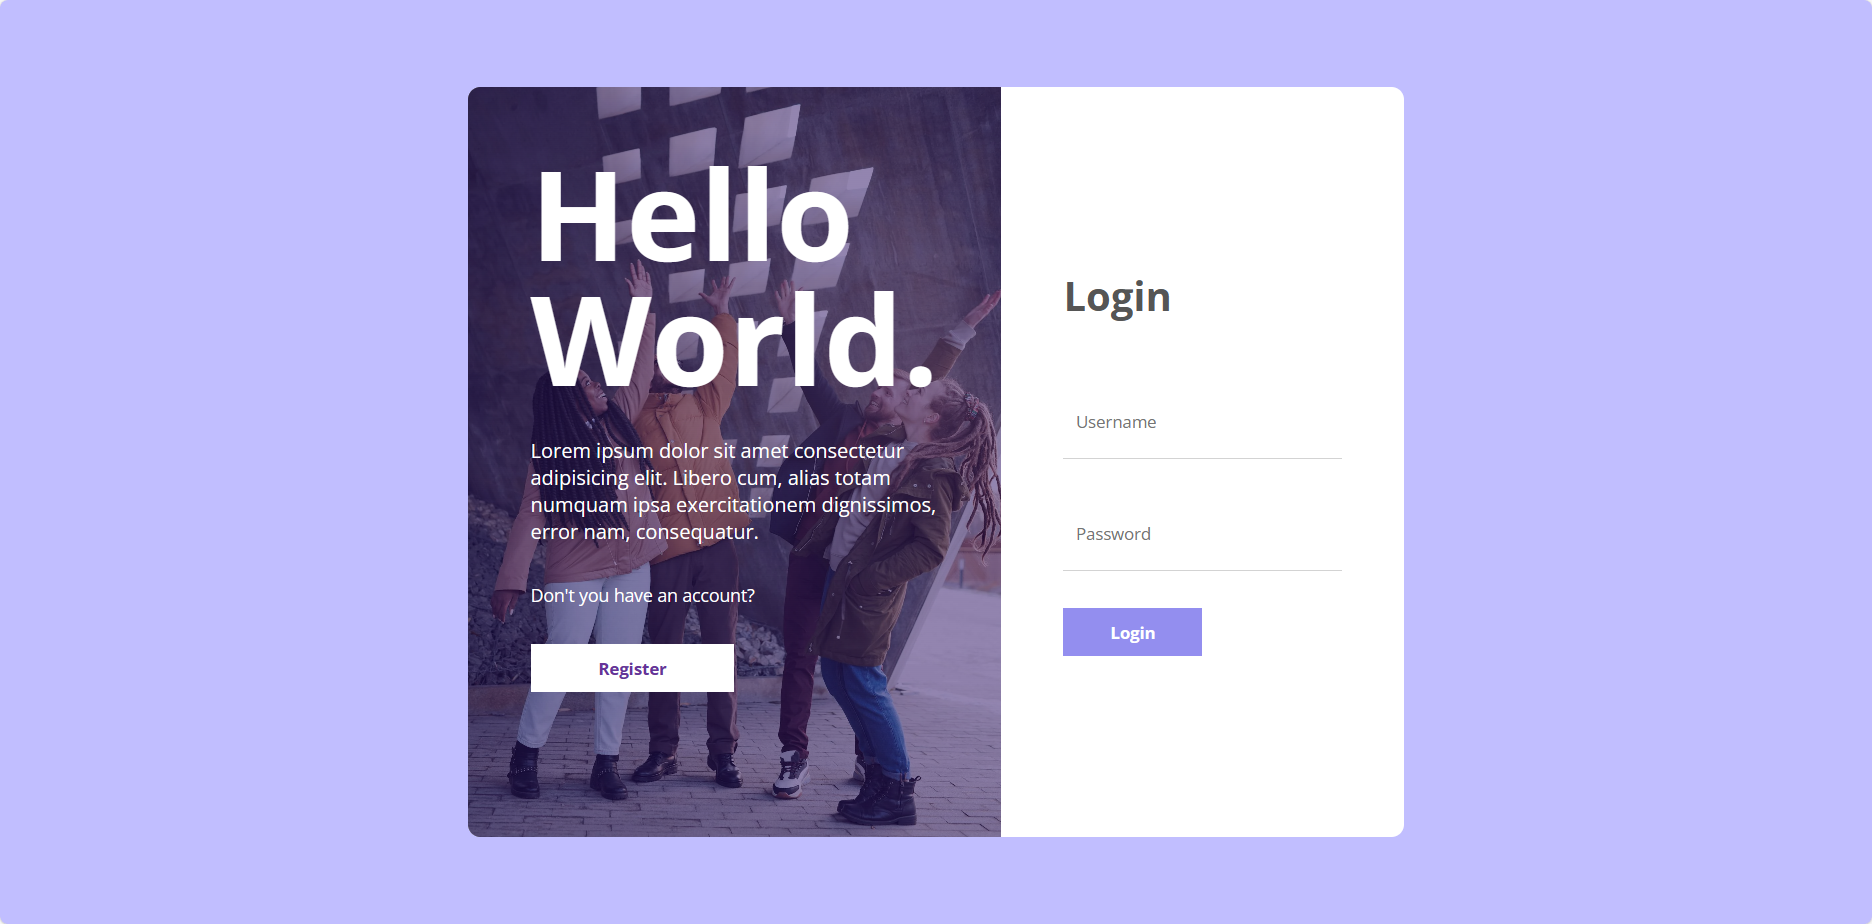 Hello
World.
Lorem ipsum dolor sit amet consectetur
adipisicing elit. Libero cum, alias totam
numquam ipsa exercitationem dignissimos,
error nam, consequatur.
Don't you have an account?
Register
Login
Username
Password
Login